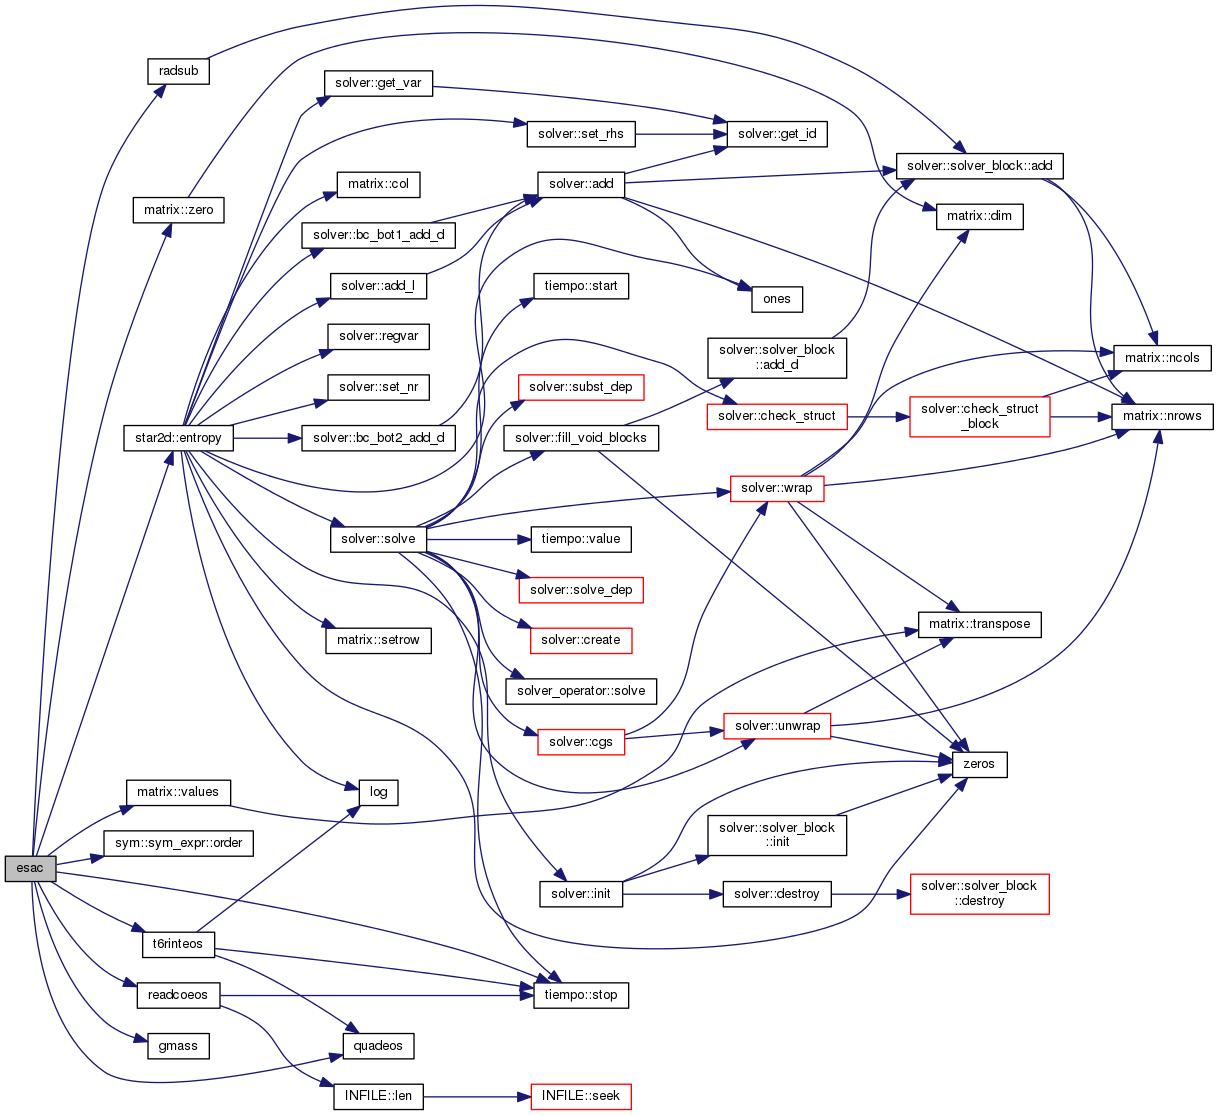 radsub
solver::get_var
solver::set_rhs
solver::get_id
solver::solver_block::add
solver::add
matrix::col
matrix::zero
matrix::dim
solver::bc_bot1_add_d
solver::add_l
tiempo::start
ones
solver::regvar
solver::solver_block
::add_d
matrix::ncols
solver::set_nr
solver::subst_dep
solver::check_struct
solver::check_struct
_block
matrix::nrows
star2d::entropy
solver::bc_bot2_add_d
solver::fill_void_blocks
solver::wrap
solver::solve
tiempo::value
solver::solve_dep
matrix::transpose
matrix::setrow
solver::create
solver_operator::solve
solver::unwrap
solver::cgs
zeros
matrix::values
log
sym::sym_expr::order
solver::solver_block
::init
esac
solver::init
solver::destroy
solver::solver_block
::destroy
t6rinteos
readcoeos
tiempo::stop
gmass
quadeos
INFILE::len
INFILE::seek